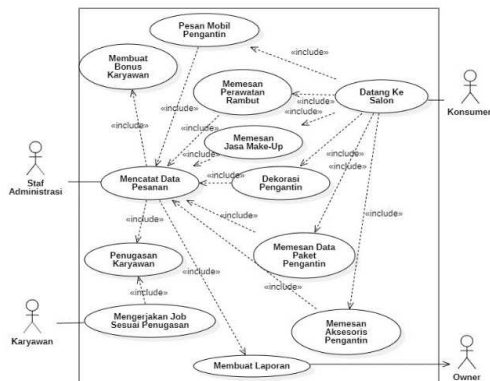 Pesan Mobil
Pengantin
«include»
Membuat
Bonus
Karyawan
«include»
Memesan
Perawatan
Rambut
«include»
«include»
Datang Ke
Salon
Konsumen
«include»
«include»
Memesan
Jasa Make-Up
«include»
Staf
Administrasi
Mencatat Data
Pesanan
«include»
Dekorasi
Pengantin
«include»
«include»
«include»
«include»
Penugasan
Karyawan
Memesan Data
Paket
Pengantin
«include»
«include»
«include»
«include»
Karyawan
Mengerjakan Job
Sesuai Penugasan
Memesan
Aksesoris
Pengantin
Membuat Laporan
Owner